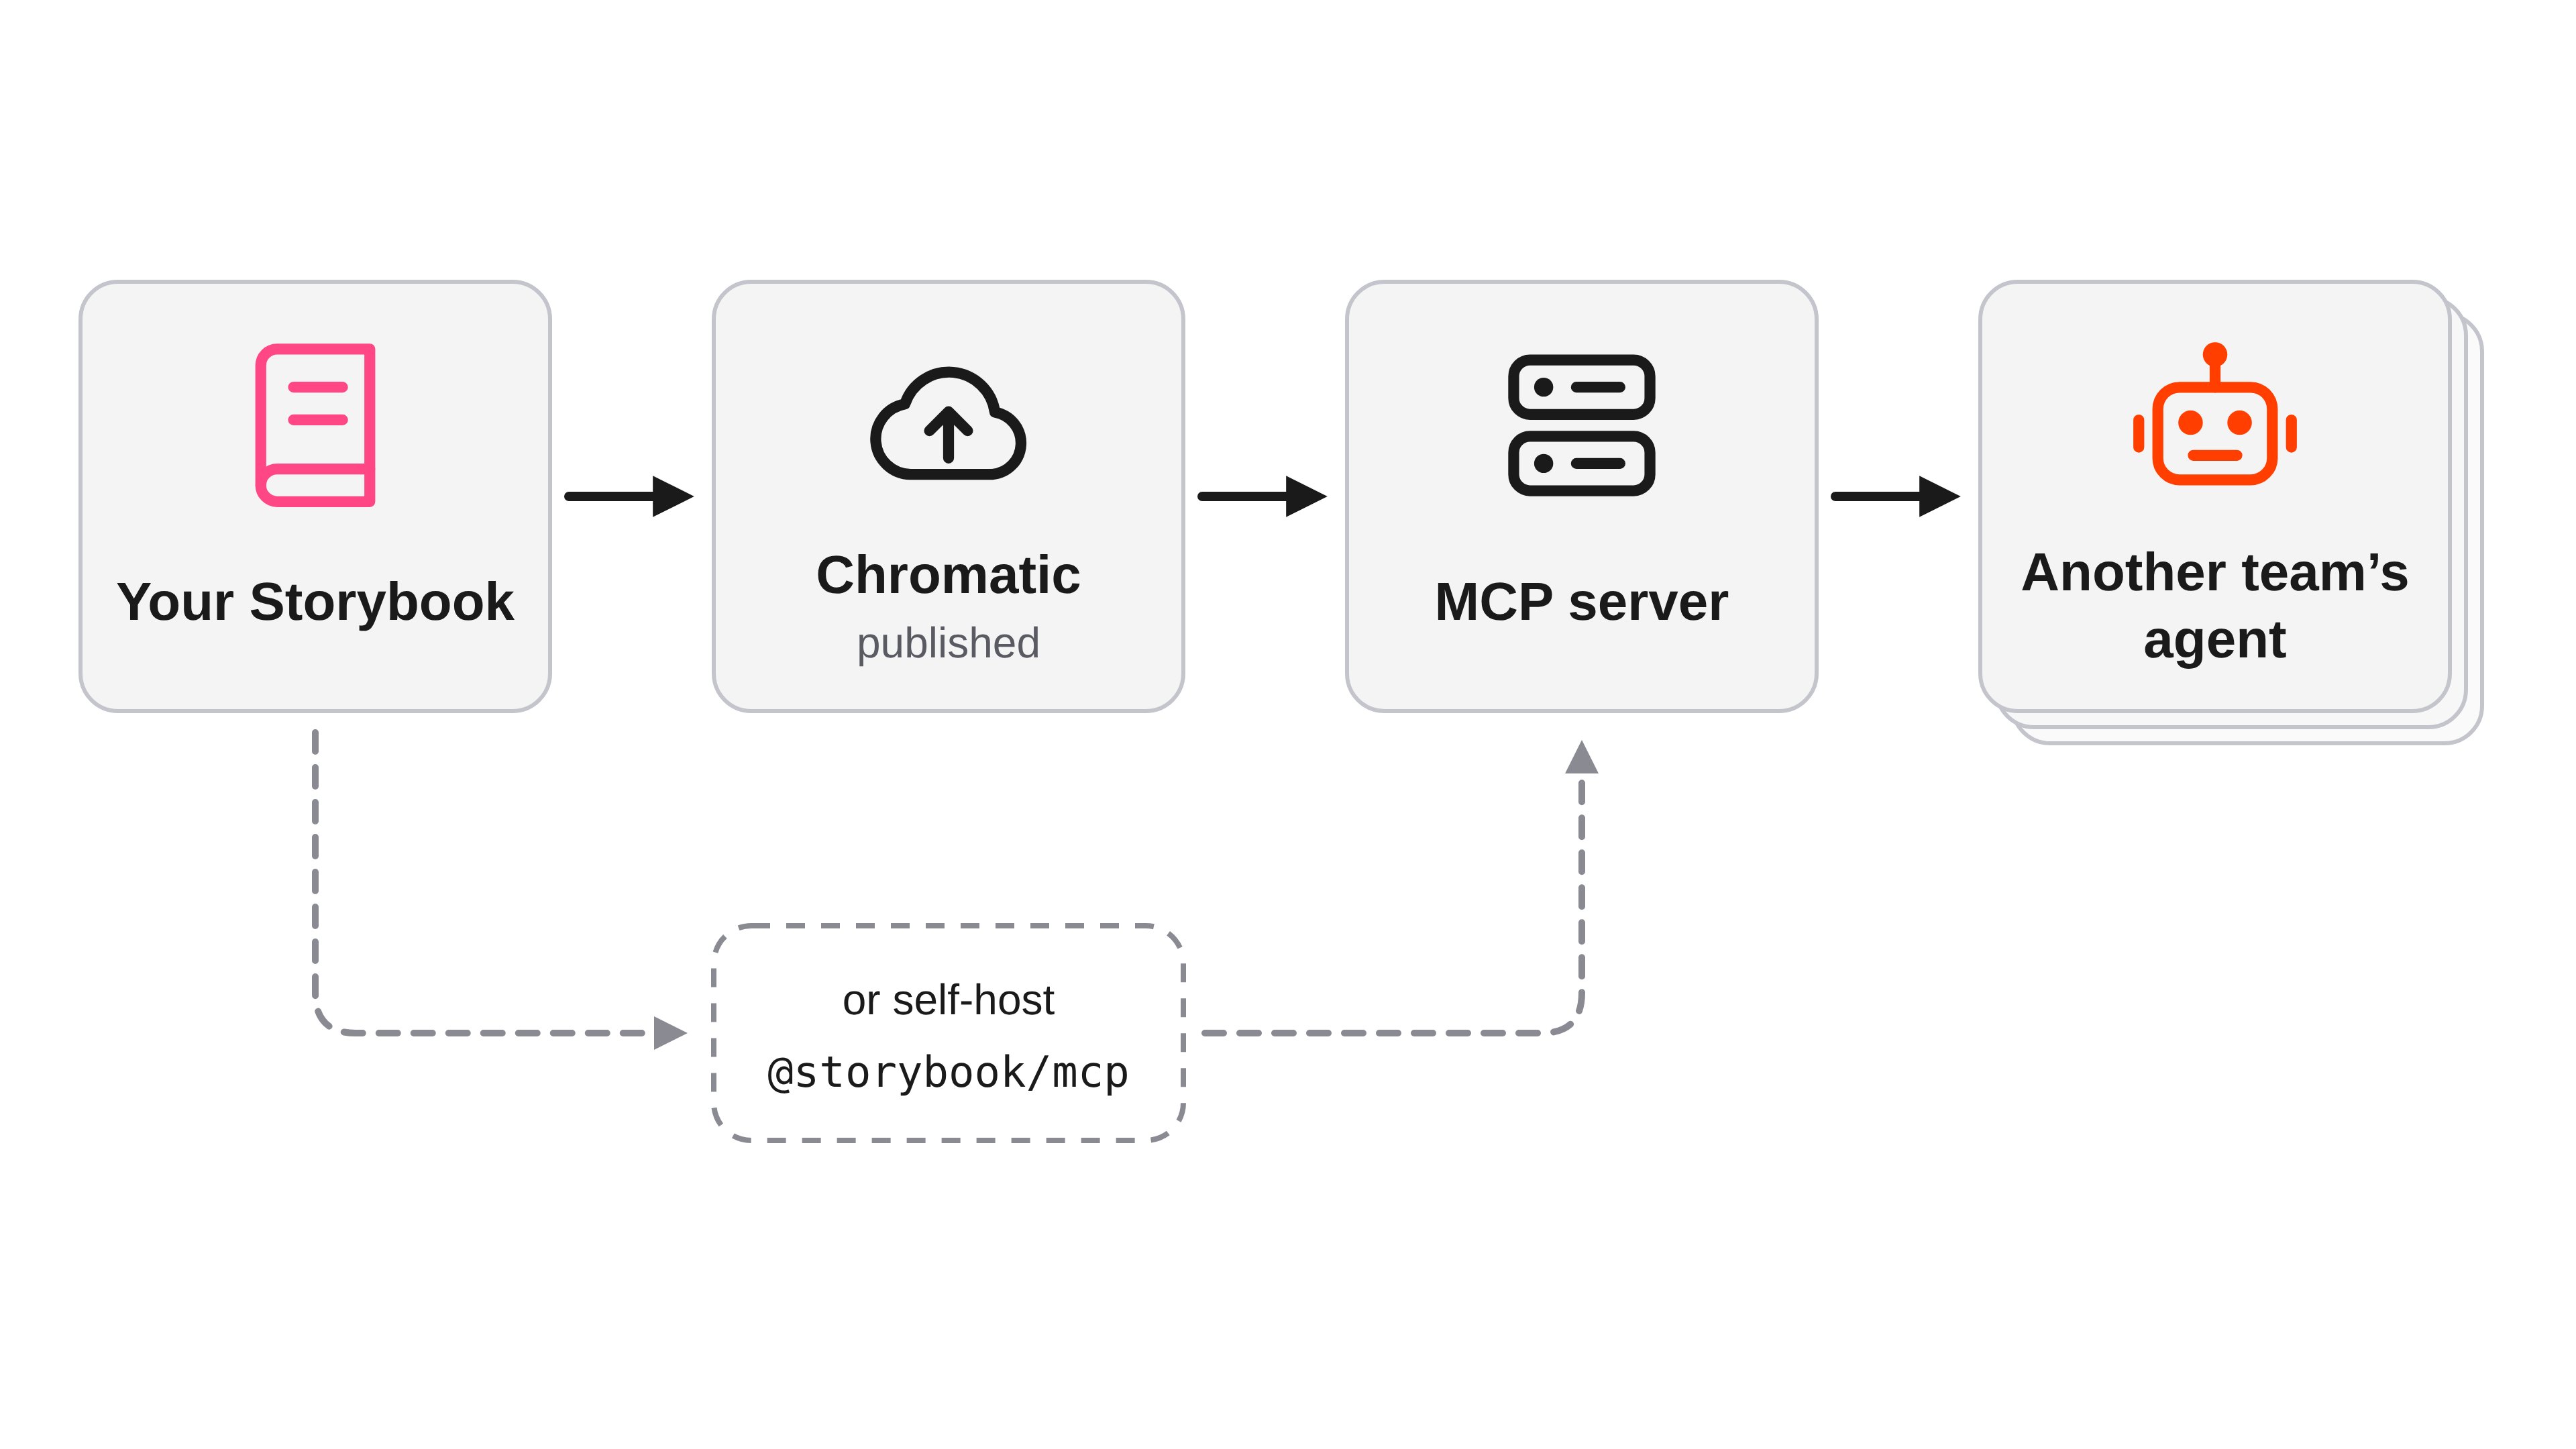 Your Storybook
Chromatic
published
MCP server
Another team’s
agent
or self-host
@storybook/mcp